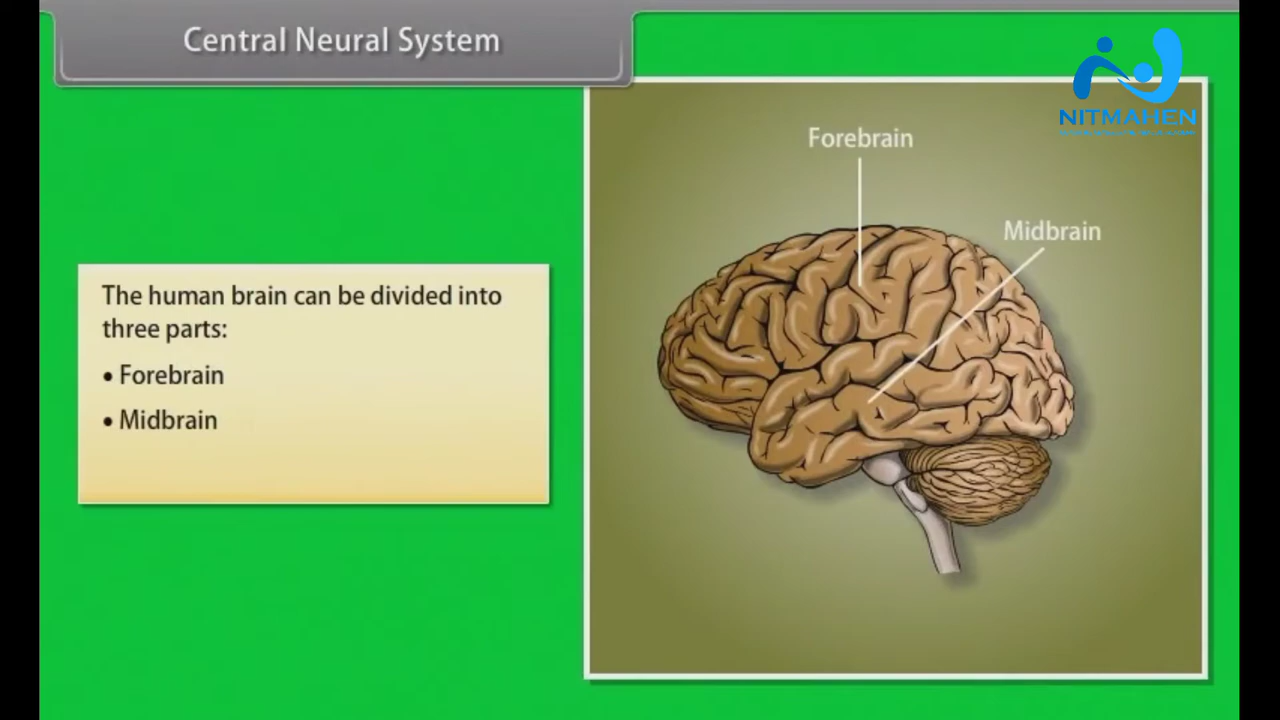 Central Neural System
NITMAHEN
Forebrain
Midbrain
The human brain can be divided into
three parts:
• Forebrain
• Midbrain